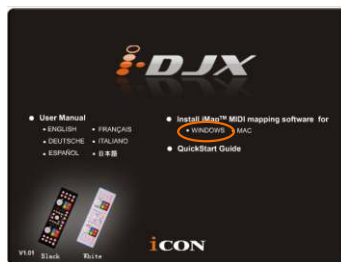 i·DJX
User Manual
ENGLISH
FRANÇAIS
DEUTSCHE
ITALIANO
ESPAÑOL
日本語
Install iMap™ MIDI mapping software for
WINDOWS
MAC
QuickStart Guide
V1.01
Black
White
iCON